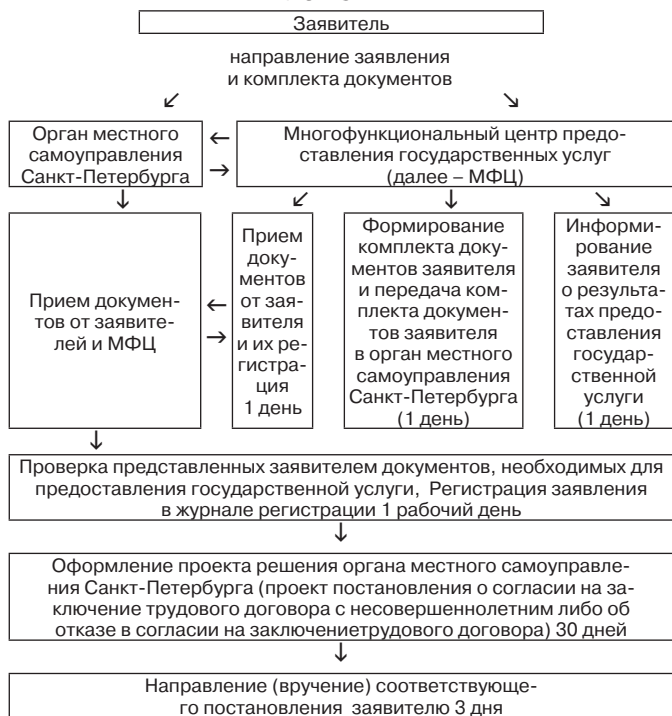 Заявитель
направление заявления
и комплекта документов
Орган местного
самоуправления
Санкт-Петербурга
Многофункциональный центр предо-
ставления государственных услуг
(далее – МФЦ)
Прием докумен-
тов от заявите-
лей и МФЦ
Прием
доку-
ментов
от зая-
вителя
и их ре-
гистра-
ция
1 день
Формирование
комплекта доку-
ментов заявителя
и передача ком-
плекта докумен-
тов заявителя
в орган местного
самоуправления
Санкт-Петербурга
(1 день)
Информи-
рование
заявителя
о результа-
тах предо-
ставления
государ-
ственной
услуги
(1 день)
Проверка представленных заявителем документов, необходимых для
предоставления государственной услуги, Регистрация заявления
в журнале регистрации 1 рабочий день
Оформление проекта решения органа местного самоуправле-
ния Санкт-Петербурга (проект постановления о согласии на за-
ключение трудового договора с несовершеннолетним либо об
отказе в согласии на заключениетрудового договора) 30 дней
Направление (вручение) соответствующе-
го постановления заявителю 3 дня